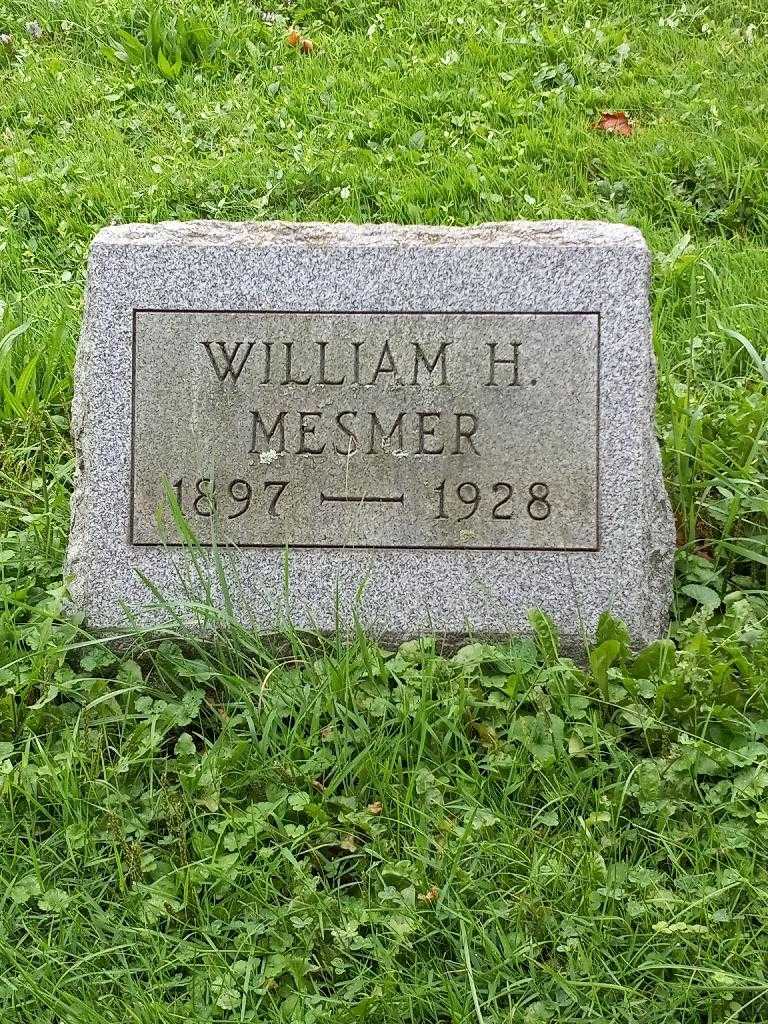 WILLIAM H.
MESMER
1897 — 1928